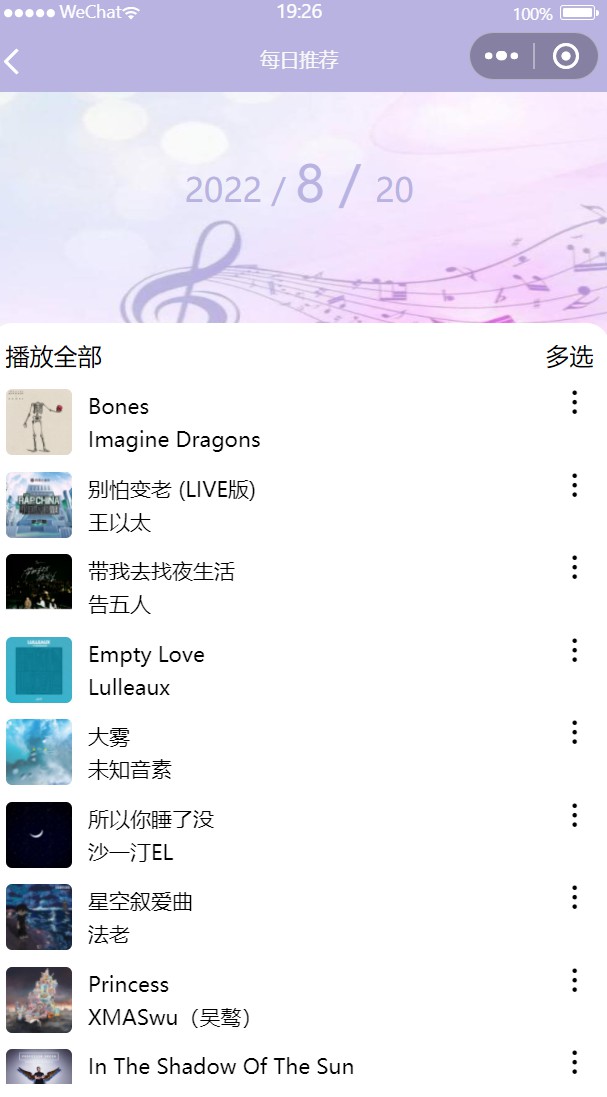 WeChat 19:26 100%
每日推荐
2022 / 8 / 20
播放全部 多选
Bones
Imagine Dragons
RAP CHINA
别怕变老 (LIVE版)
王以太
带我去找夜生活
告五人
LULLEAUX
Empty Love
Lulleaux
大雾
未知音素
所以你睡了没
沙一汀EL
星空叙爱曲
法老
Princess
XMASwu（吴骜）
In The Shadow Of The Sun